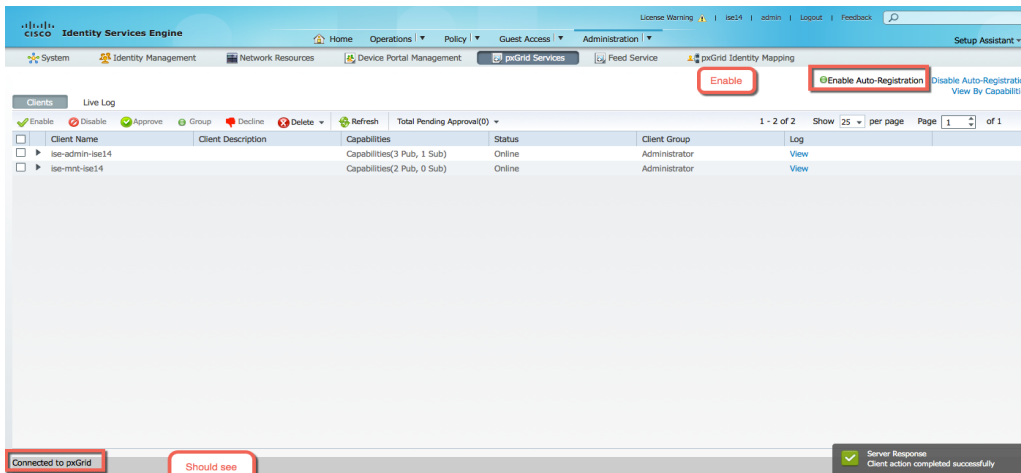 License Warning | ise14 | admin | Logout | Feedback
CISCO Identity Services Engine
Home Operations Policy Guest Access Administration
Setup Assistant
System Identity Management Network Resources Device Portal Management pxGrid Services Feed Service pxGrid Identity Mapping
Enable
Enable Auto-Registration Disable Auto-Registratio
View By Capabiliti
Clients Live Log
Enable Disable Approve Group Decline Delete Refresh Total Pending Approval(0) 1 - 2 of 2 Show 25 per page Page 1 of 1
Client Name Client Description Capabilities Status Client Group Log
ise-admin-ise14 Capabilities(3 Pub, 1 Sub) Online Administrator View
ise-mnt-ise14 Capabilities(2 Pub, 0 Sub) Online Administrator View
Connected to pxGrid
Should see
Server Response
Client action completed successfully